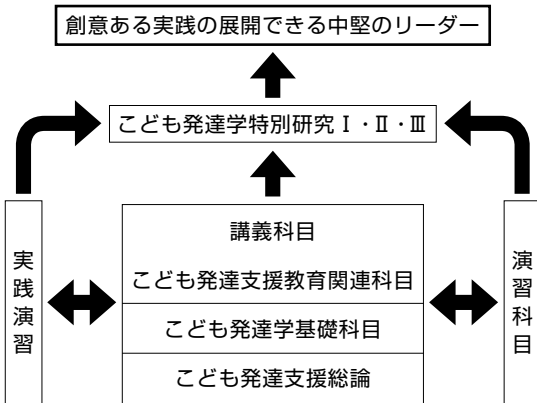 創意ある実践の展開できる中堅のリーダー
こども発達学特別研究Ⅰ・Ⅱ・Ⅲ
実践演習
講義科目
こども発達支援教育関連科目
こども発達学基礎科目
こども発達支援総論
演習科目